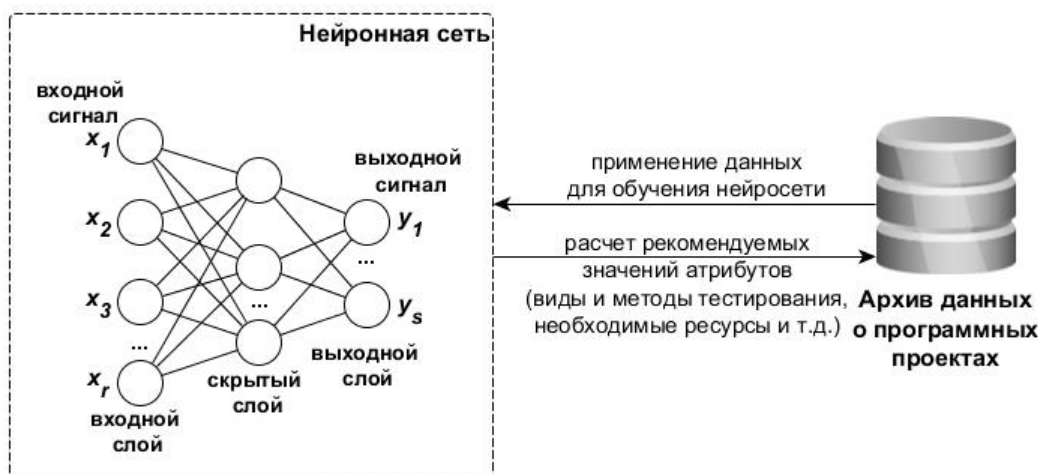 Нейронная сеть
входной
сигнал
x1
x2
x3
...
xr
входной
слой
...
скрытый
слой
выходной
сигнал
y1
...
ys
выходной
слой
применение данных
для обучения нейросети
расчет рекомендуемых
значений атрибутов
(виды и методы тестирования,
необходимые ресурсы и т.д.)
Архив данных
о программных
проектах